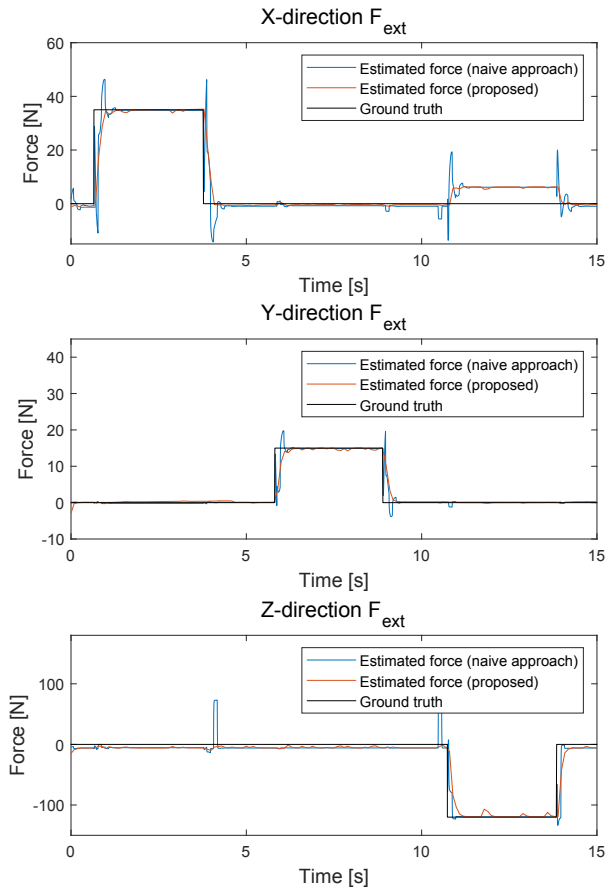 X-direction F_ext
60
40
20
0
Force [N]
Estimated force (naive approach)
Estimated force (proposed)
Ground truth
0 5 10 15
Time [s]
Y-direction F_ext
40
30
20
10
0
-10
Force [N]
Estimated force (naive approach)
Estimated force (proposed)
Ground truth
0 5 10 15
Time [s]
Z-direction F_ext
100
0
-100
Force [N]
Estimated force (naive approach)
Estimated force (proposed)
Ground truth
0 5 10 15
Time [s]